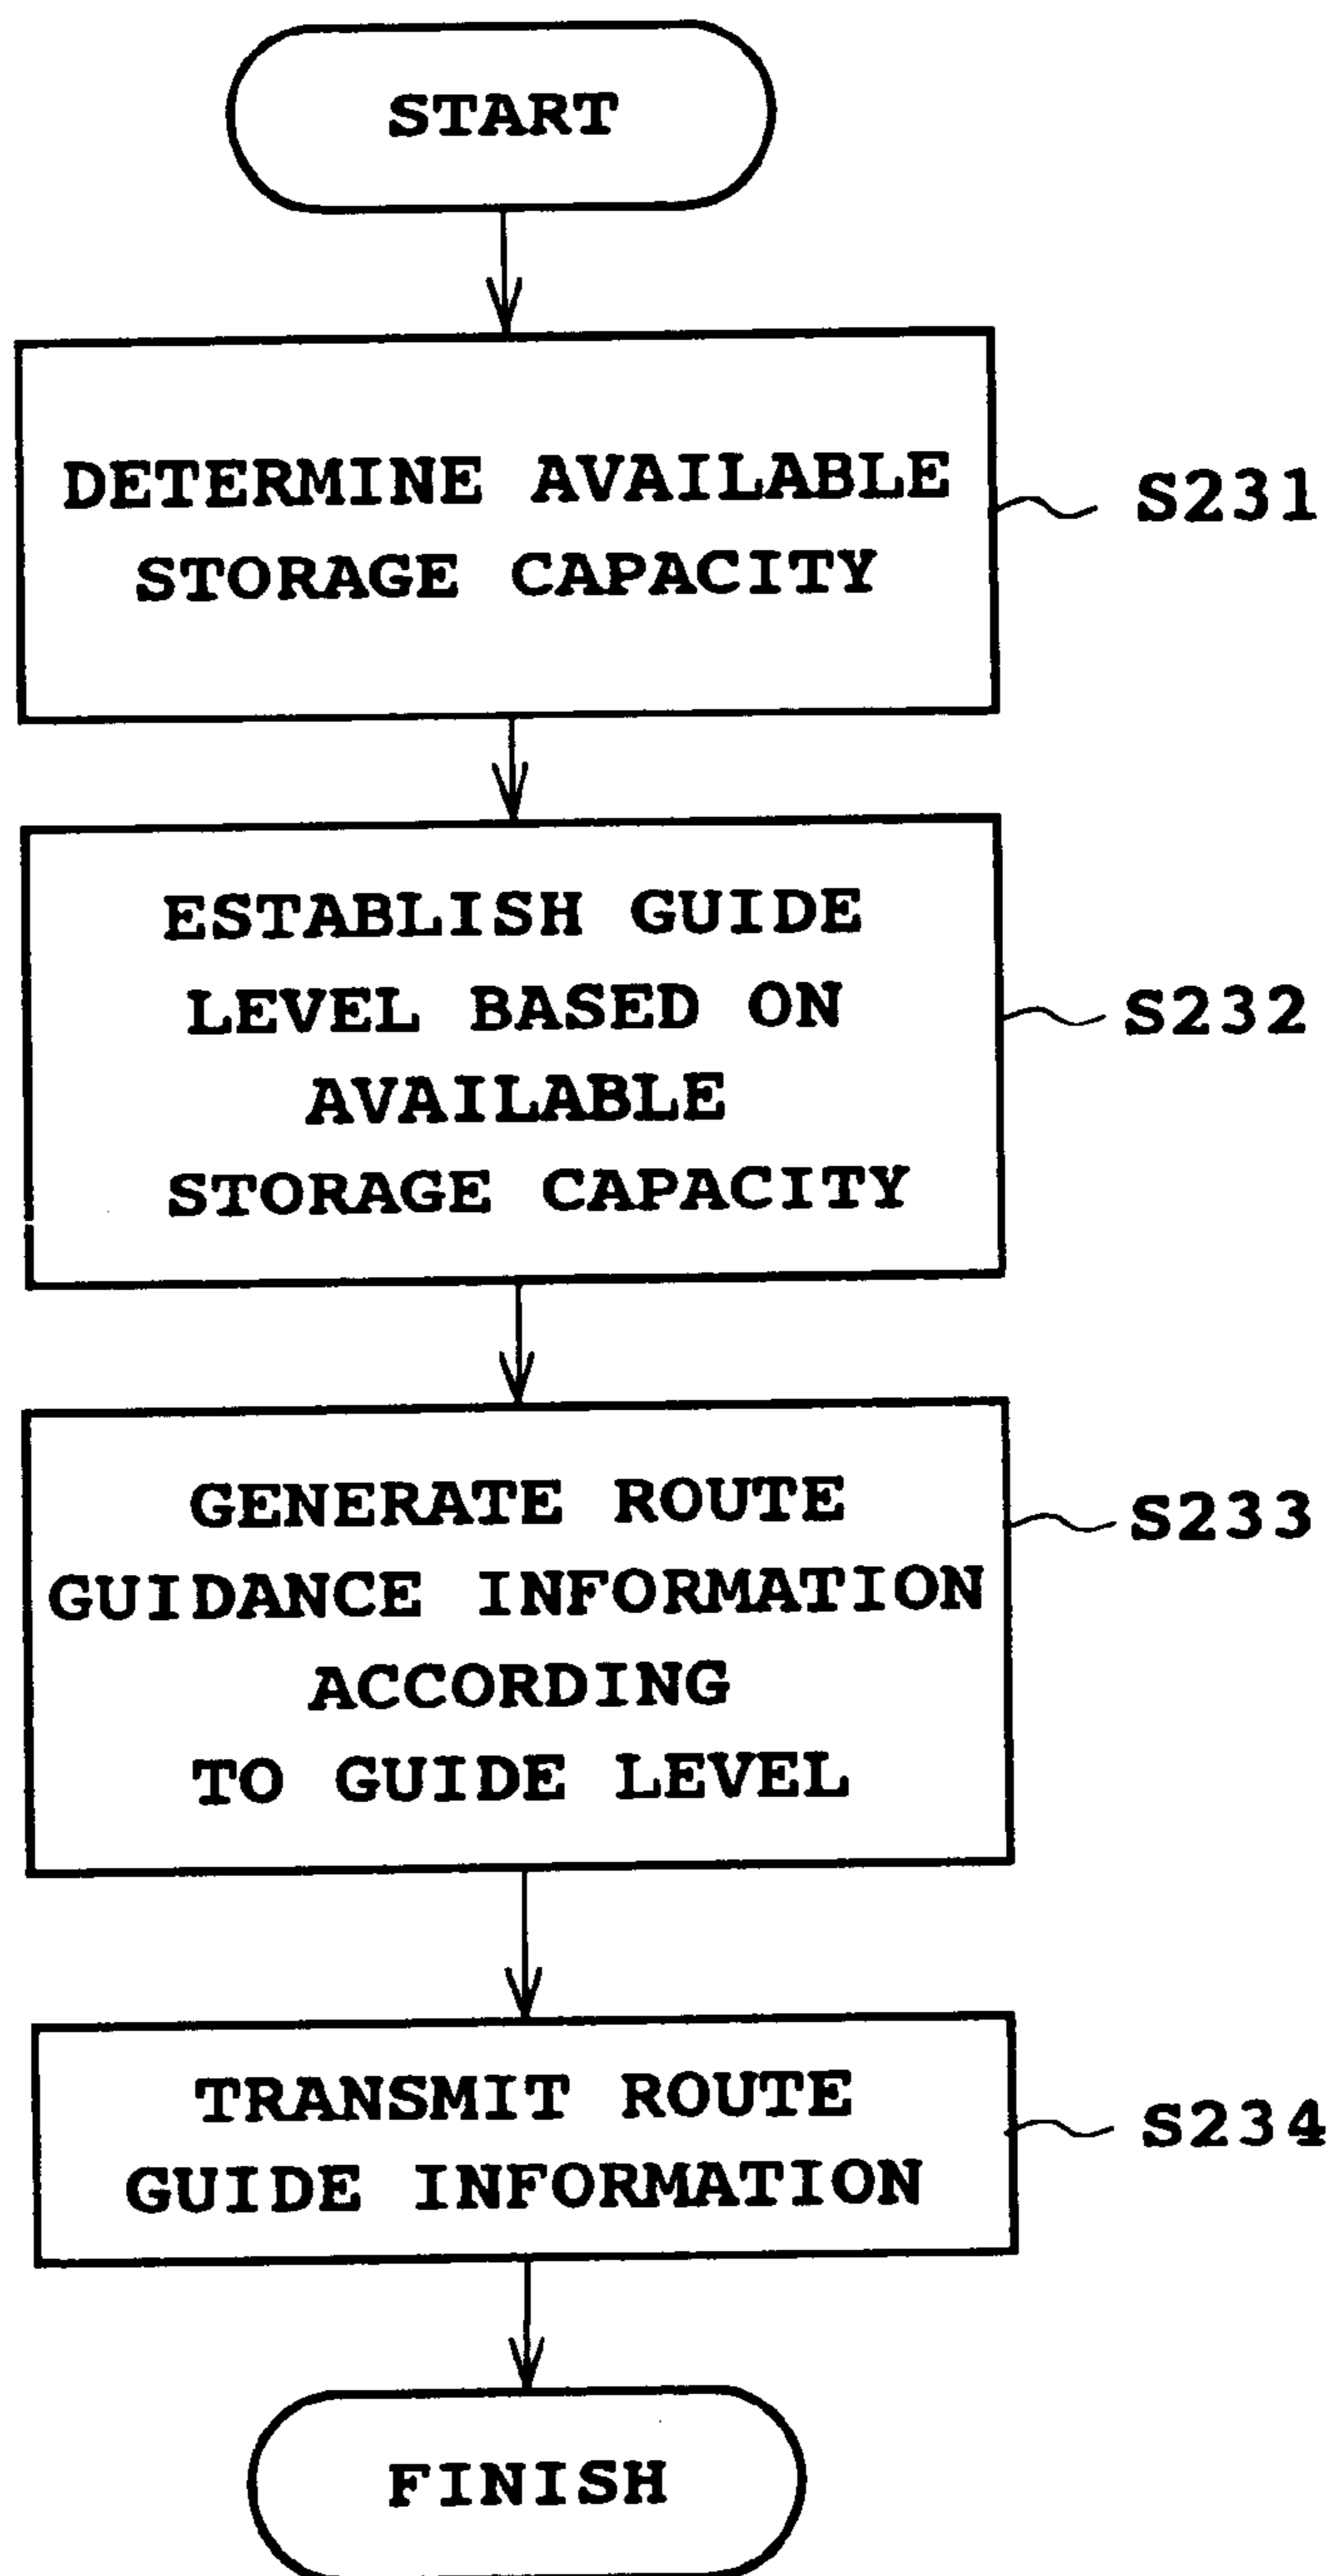 START
DETERMINE AVAILABLE
STORAGE CAPACITY
S231
ESTABLISH GUIDE
LEVEL BASED ON
AVAILABLE
STORAGE CAPACITY
S232
GENERATE ROUTE
GUIDANCE INFORMATION
ACCORDING
TO GUIDE LEVEL
S233
TRANSMIT ROUTE
GUIDE INFORMATION
S234
FINISH